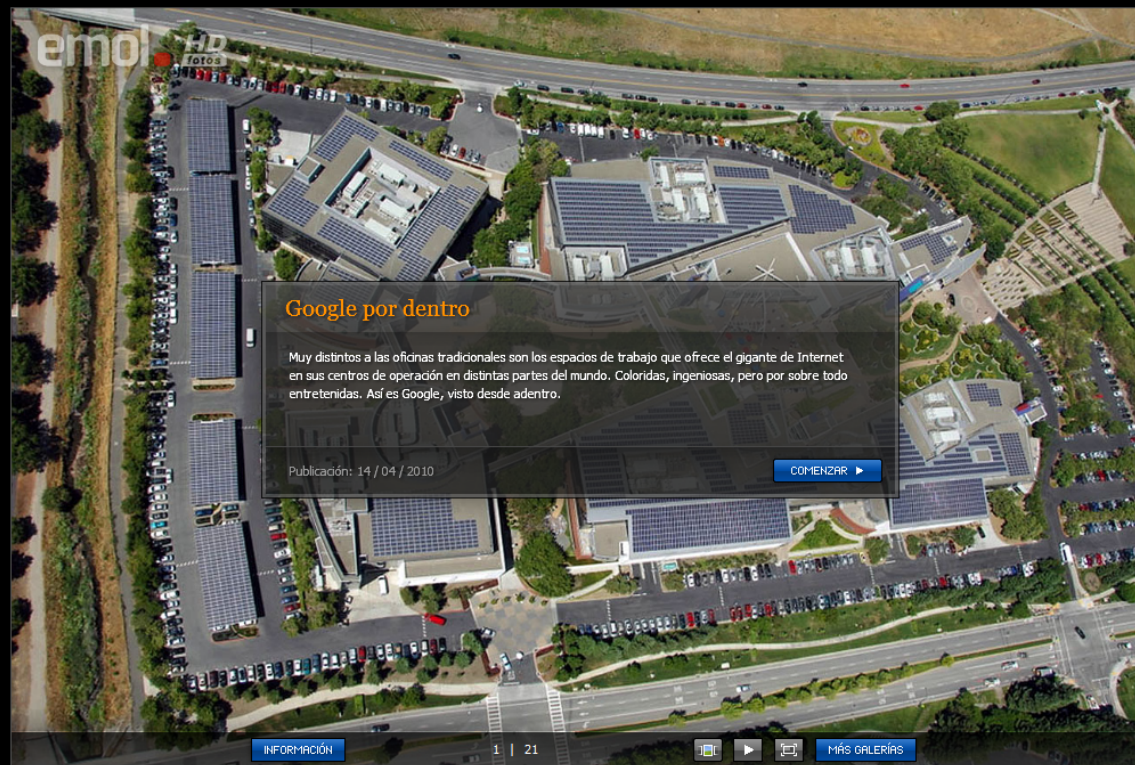 emol
HD
fotos
Google por dentro
Muy distintos a las oficinas tradicionales son los espacios de trabajo que ofrece el gigante de Internet
en sus centros de operación en distintas partes del mundo. Coloridas, ingeniosas, pero por sobre todo
entretenidas. Así es Google, visto desde adentro.
Publicación: 14 / 04 / 2010
COMENZAR
INFORMACIÓN
1 | 21
MÁS GALERÍAS